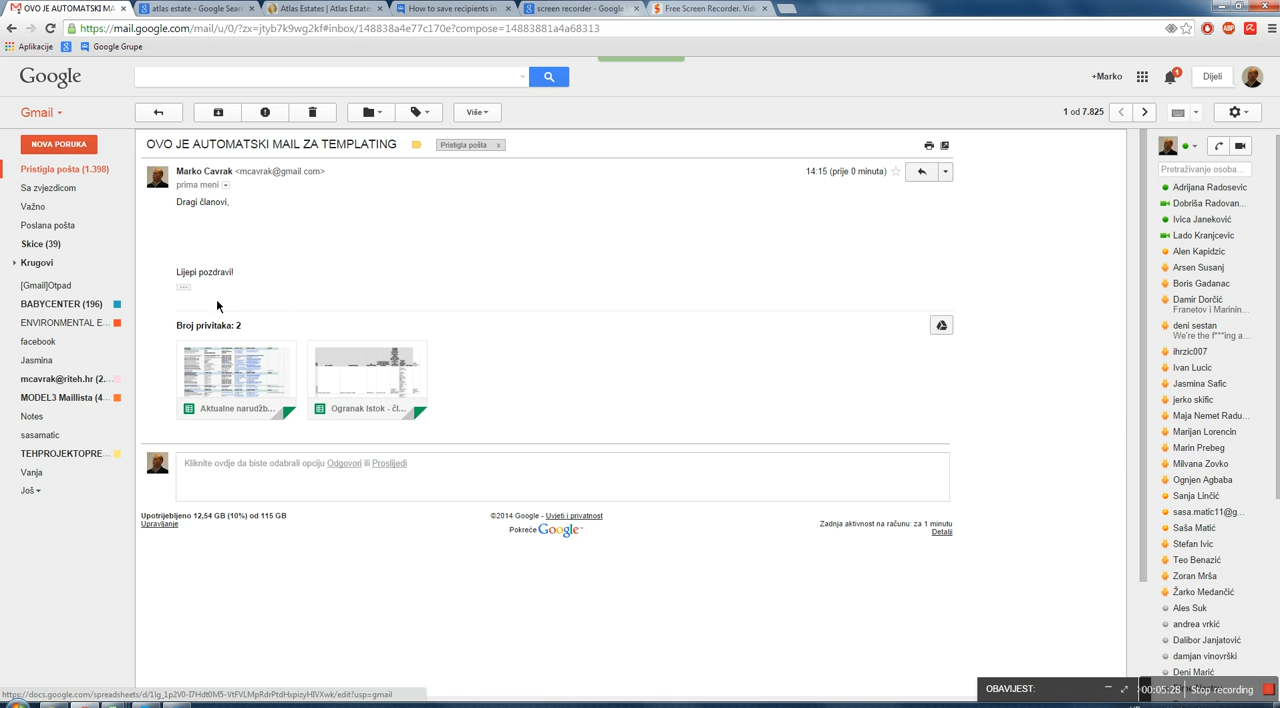 OVO JE AUTOMATSKI MA
atlas estate - Google Sear
Atlas Estates | Atlas Estate
How to save recipients in
screen recorder - Google
Free Screen Recorder. Vide
https://mail.google.com/mail/u/0/?zx=jtyb7k9wg2kf#inbox/148838a4e77c170e?compose=14883881a4a68313
Aplikacije
Google Grupe
Google
+Marko
1
Dijeli
Gmail
Više
1 od 7.825
NOVA PORUKA
Pristigla pošta (1.398)
Sa zvjezdicom
Važno
Poslana pošta
Skice (39)
Krugovi
[Gmail]Otpad
BABYCENTER (196)
ENVIRONMENTAL E...
facebook
Jasmina
mcavrak@riteh.hr (2...
MODEL3 Maillista (4...
Notes
sasamatic
TEHPROJEKTOPRE...
Vanja
Još
OVO JE AUTOMATSKI MAIL ZA TEMPLATING
Pristigla pošta x
Marko Čavrak <mcavrak@gmail.com>
14:15 (prije 0 minuta)
prima meni
Dragi članovi,
Lijepi pozdravi!
Broj privitaka: 2
Aktualne narudžb...
Ogranak Istok - čl...
Kliknite ovdje da biste odabrali opciju Odgovori ili Proslijedi
Upotrijebljeno 12,54 GB (10%) od 115 GB
Upravljanje
©2014 Google - Uvjeti i privatnost
Pokreće Google™
Zadnja aktivnost na računu: za 1 minutu
Detalji
Pretraživanje osoba...
Adrijana Radosevic
Dobriša Radovan...
Ivica Janeković
Lado Kranjcevic
Alen Kapidzic
Arsen Susanj
Boris Gadanac
Damir Dorčić
Franetov i Marinin...
deni sestan
We're the f***ing a...
ihrzic007
Ivan Lucic
Jasmina Safic
jerko skific
Maja Nemet Radu...
Marijan Lorencin
Marin Prebeg
Milvana Zovko
Ognjen Agbaba
Sanja Linčić
sasa.matic11@g...
Saša Matić
Stefan Ivic
Teo Benazić
Zoran Mrša
Žarko Medančić
Ales Suk
andrea vrkić
Dalibor Janjatović
damjan vinovrški
Deni Marić
https://docs.google.com/spreadsheets/d/1lg_1p2V0-I7Hdt0M5-VtFVLMpRdrPtdHxpizyHlVXwk/edit?usp=gmail
OBAVIJEST:
00:05:28
Stop recording